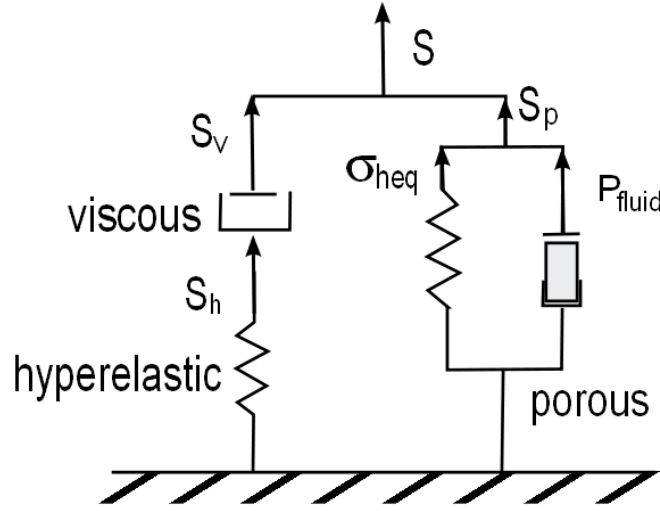 S
Sv
Sp
σheq
Pfluid
viscous
Sh
hyperelastic
porous